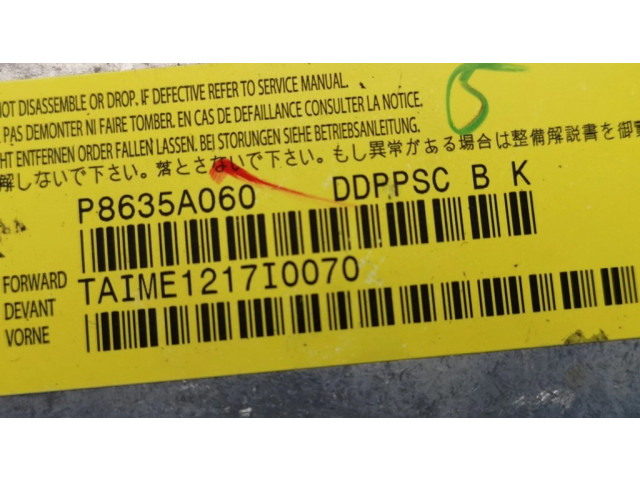 NOT DISASSEMBLE OR DROP. IF DEFECTIVE REFER TO SERVICE MANUAL.
PAS DEMONTER NI FAIRE TOMBER. EN CAS DE DEFAILLANCE CONSULTER LA NOTICE.
HT ENTFERNEN ODER FALLEN LASSEN. BEI STORUNGEN SIEHE BETRIEBSANLEITUNG.
解しないで下さい。落とさないで下さい。もし異常がある場合は整備解説書を御
5
P8635A060 DDPPSC B K
FORWARD
DEVANT
VORNE
TAIME1217I0070